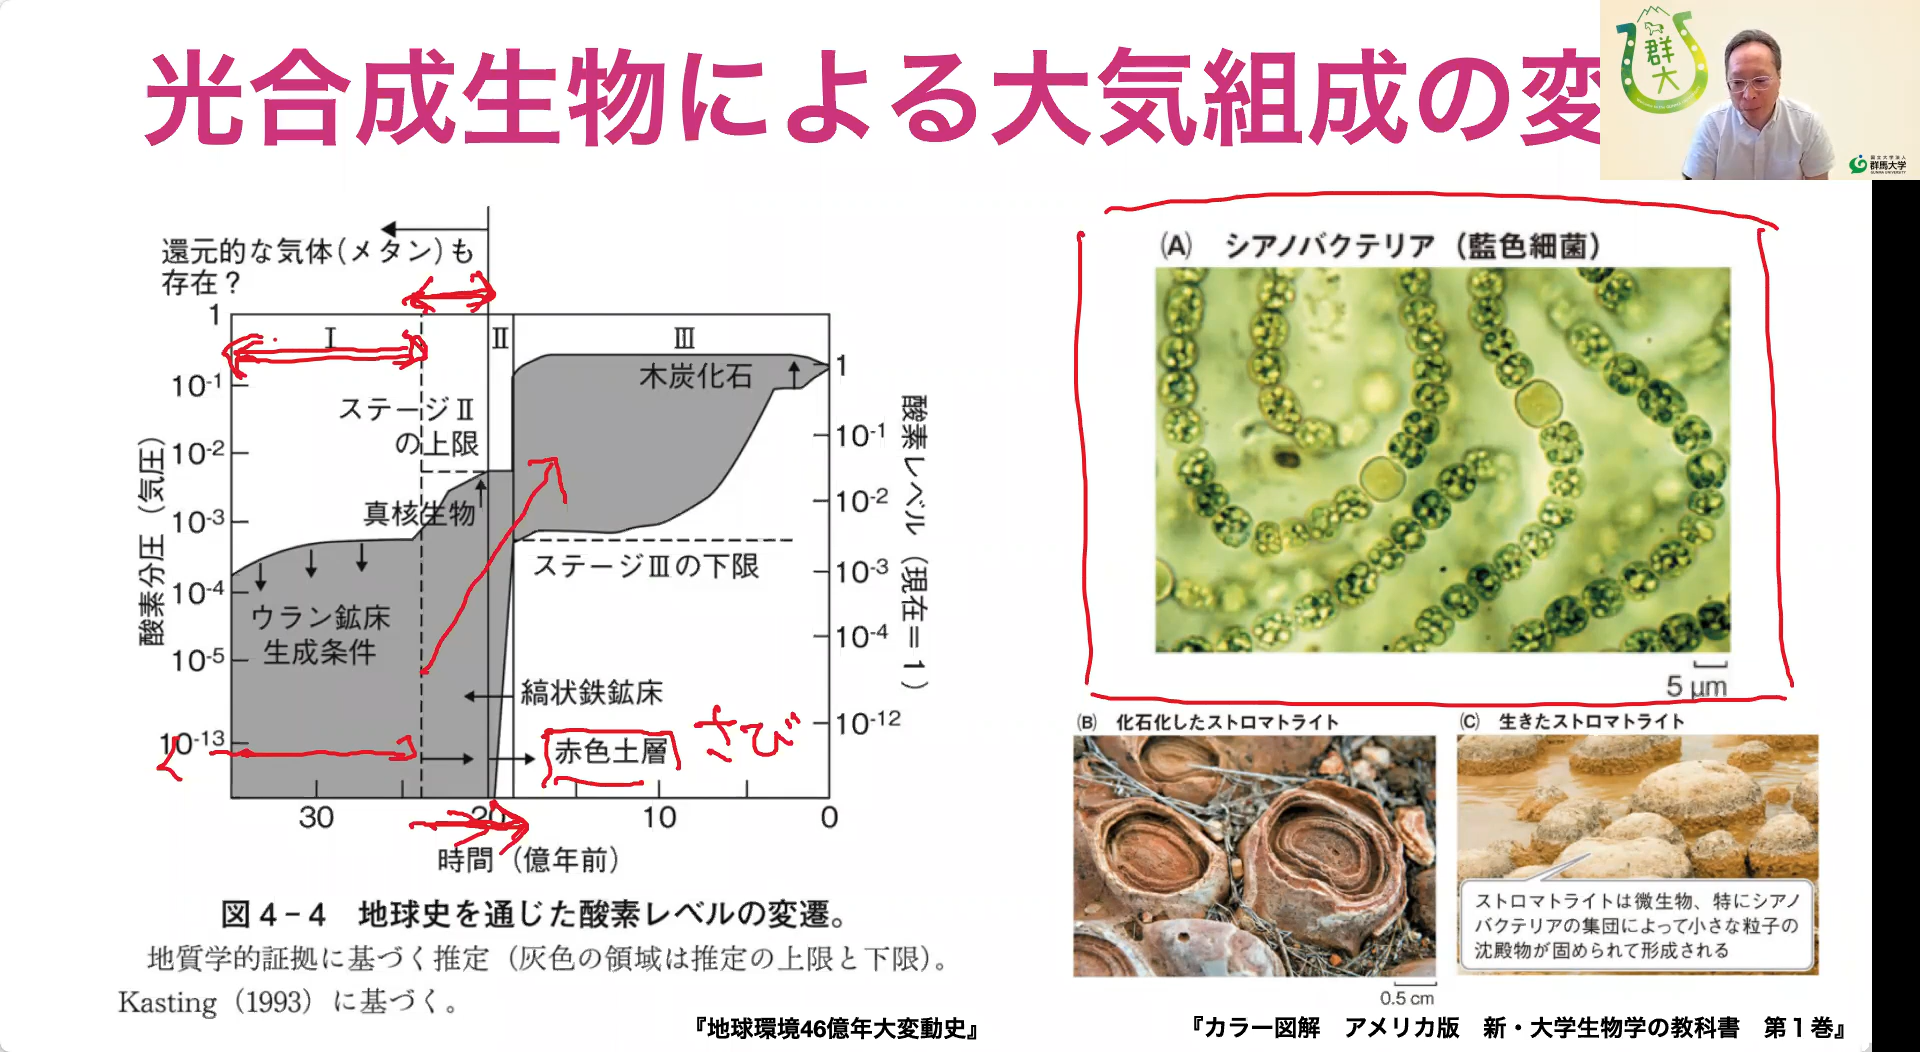 光合成生物による大気組成の変
群
大
群馬大学
GUNMA UNIVERSITY
還元的な気体(メタン)も
存在？
1
I
II
III
木炭化石
1
10-1
ステージII
の上限
酸素レベル（現在＝1）
10-1
酸素分圧（気圧）
10-2
10-2
真核生物
10-3
ステージIIIの下限
10-3
10-4
ウラン鉱床
生成条件
10-4
10-5
縞状鉄鉱床
さび
10-12
10-13
赤色土層
30
20
10
0
時間（億年前）
図4-4 地球史を通じた酸素レベルの変遷。
地質学的証拠に基づく推定（灰色の領域は推定の上限と下限）。
Kasting（1993）に基づく。
『地球環境46億年大変動史』
(A) シアノバクテリア（藍色細菌）
5 μm
(B) 化石化したストロマトライト
0.5 cm
(C) 生きたストロマトライト
ストロマトライトは微生物、特にシアノ
バクテリアの集団によって小さな粒子の
沈殿物が固められて形成される
『カラー図解 アメリカ版 新・大学生物学の教科書 第1巻』